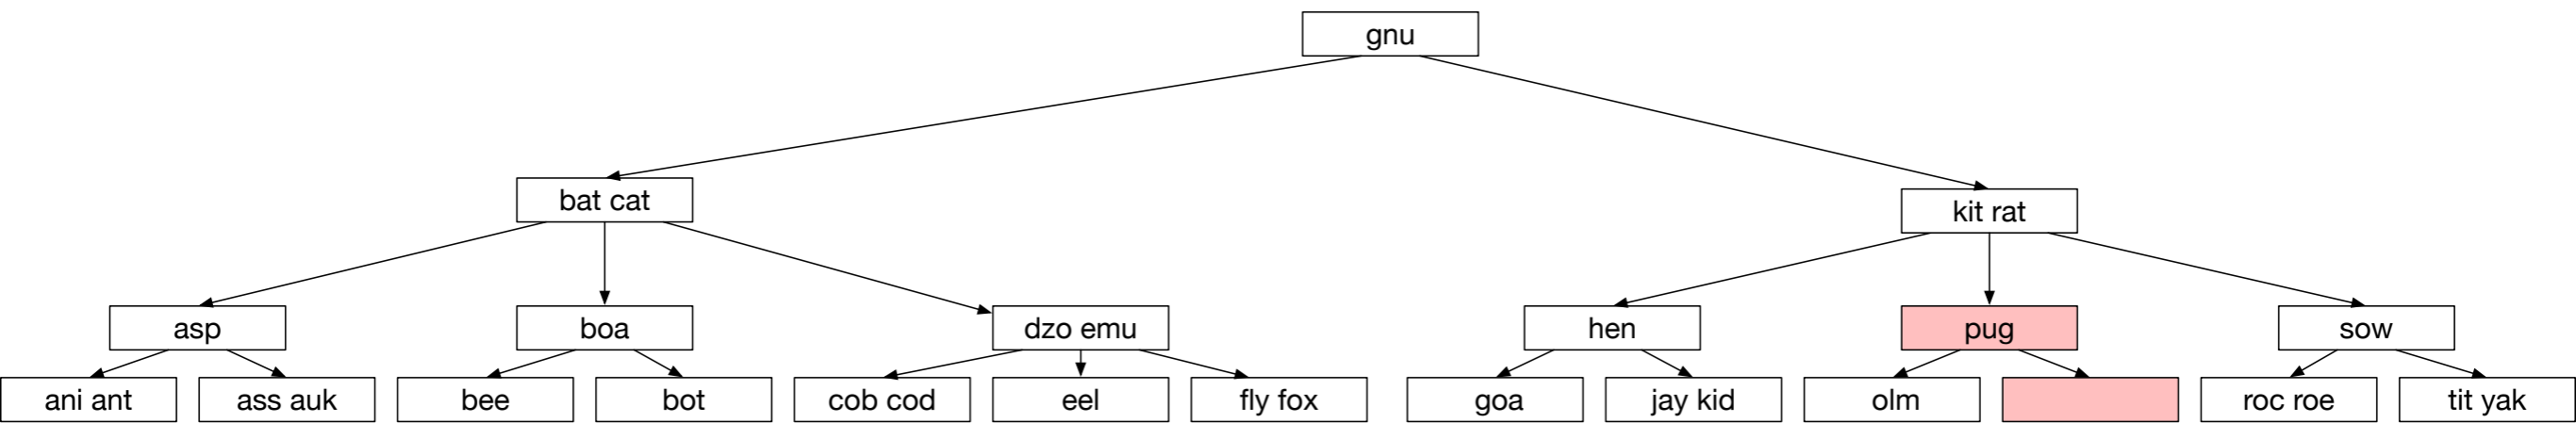 gnu
bat cat
kit rat
asp
boa
dzo emu
hen
pug
sow
ani ant
ass auk
bee
bot
cob cod
eel
fly fox
goa
jay kid
olm
roc roe
tit yak